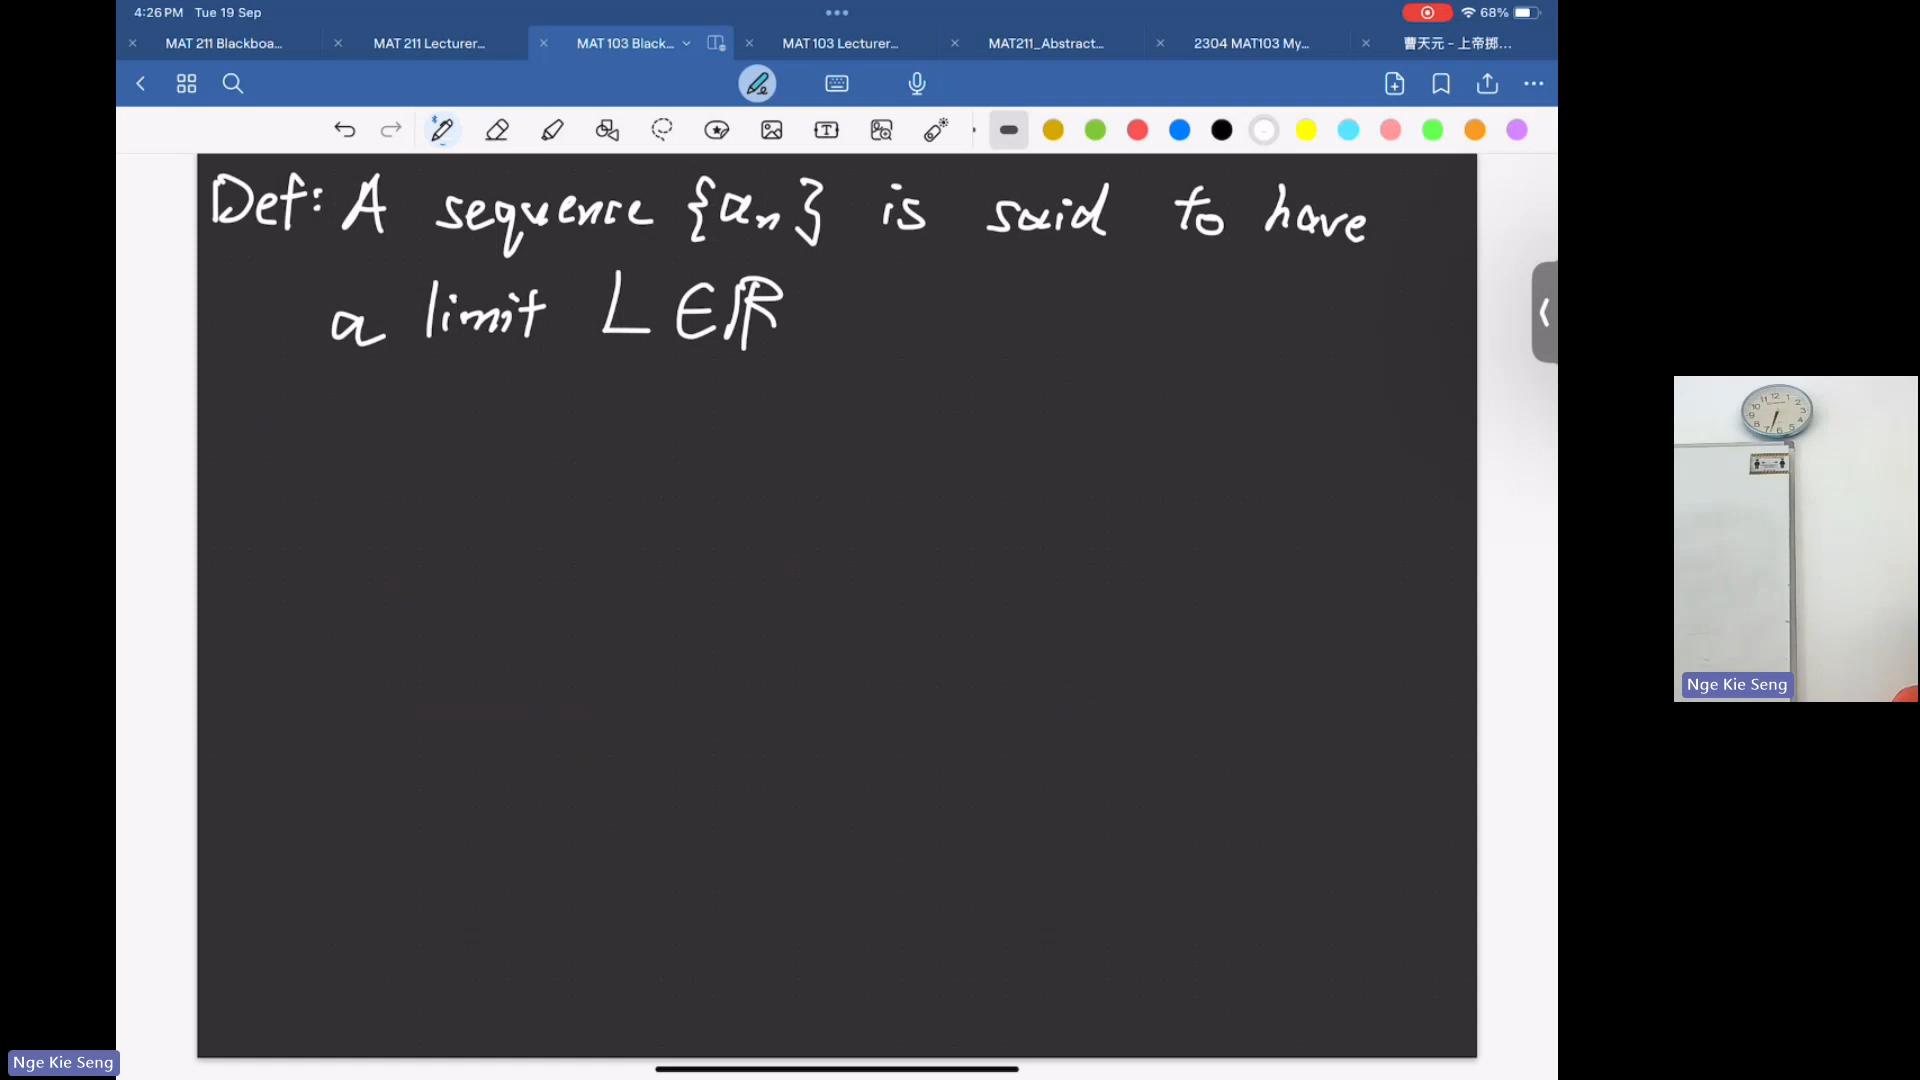 4:26 PM Tue 19 Sep
68%
MAT 211 Blackboa...
MAT 211 Lecturer...
MAT 103 Black...
MAT 103 Lecturer...
MAT211_Abstract...
2304 MAT103 My...
曹天元 - 上帝掷...
Def: A sequence {aₙ} is said to have
a limit L ∈ ℝ
Nge Kie Seng
Nge Kie Seng